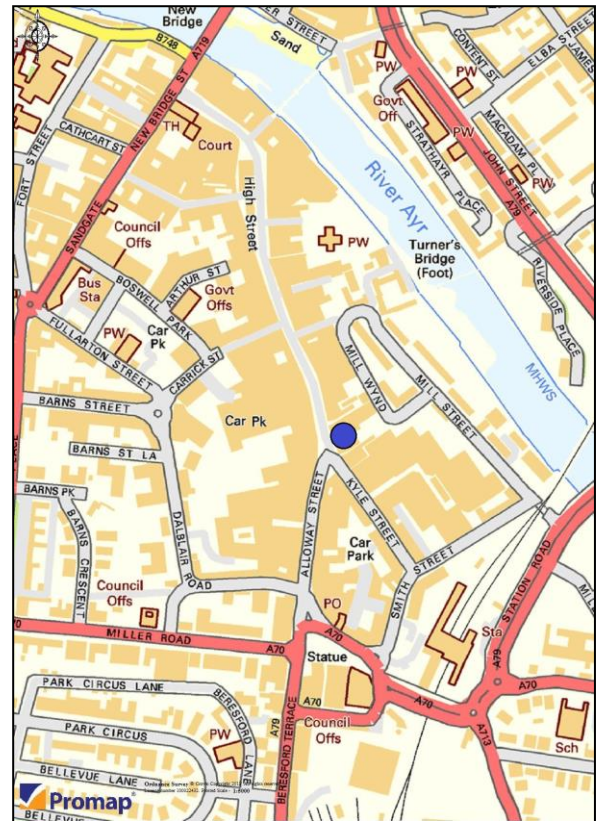 New
Bridge
B748
A719
NEW BRIDGE ST
Sand
PW
CONTENT ST
ELBA STREET
JAMES
Govt
Off
PW
MACADAM PL
STRATHAYR PLACE
PW
JOHN STREET
A79
PW
FORT STREET
CATHCART ST
TH
Court
High Street
River Ayr
SANDGATE
Council
Offs
PW
Turner's
Bridge
(Foot)
RIVERSIDE PLACE
Bus
Sta
BOSWELL PARK
ARTHUR ST
Govt
Offs
PW
Car
Pk
FULLARTON STREET
CARRICK ST
MILL WYND
MILL STREET
MHWS
BARNS STREET
Car Pk
BARNS ST LA
BARNS PK
BARNS CRESCENT
DALBLAIR ROAD
ALLOWAY STREET
KYLE STREET
Car
Park
SMITH STREET
STATION ROAD
Council
Offs
MILLER ROAD
A70
PO
A70
Statue
Sta
A79
A70
A70
A70
A713
Council
Offs
Sch
PARK CIRCUS LANE
PARK CIRCUS
BELLEVUE LANE
PW
BERESFORD LANE
A79
BERESFORD TERRACE
Promap